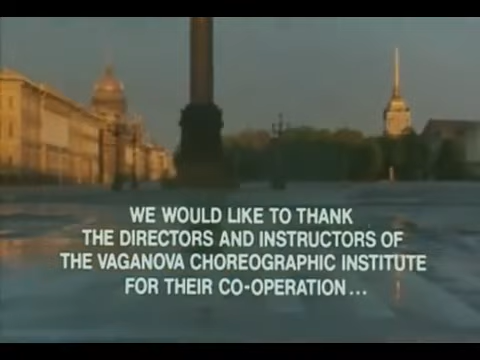 WE WOULD LIKE TO THANK
THE DIRECTORS AND INSTRUCTORS OF
THE VAGANOVA CHOREOGRAPHIC INSTITUTE
FOR THEIR CO-OPERATION...